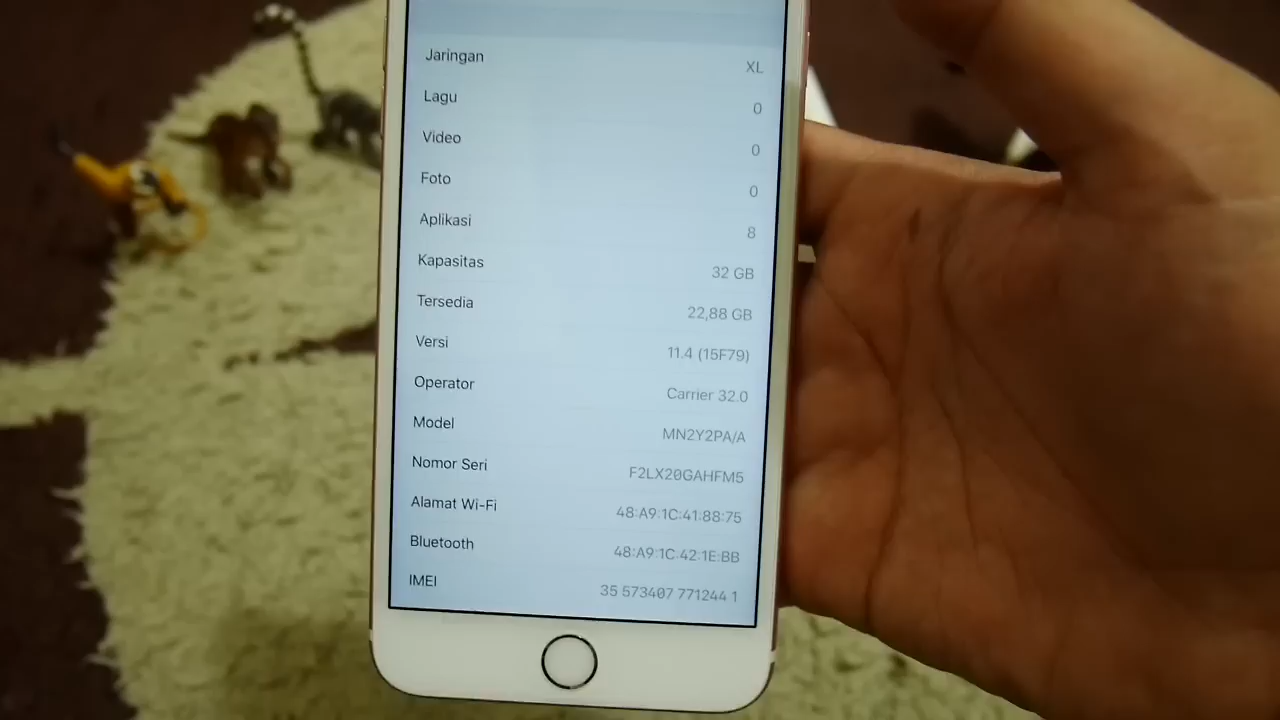 Jaringan XL
Lagu 0
Video 0
Foto 0
Aplikasi 8
Kapasitas 32 GB
Tersedia 22,88 GB
Versi 11.4 (15F79)
Operator Carrier 32.0
Model MN2Y2PA/A
Nomor Seri F2LX20GAHFM5
Alamat Wi-Fi 48:A9:1C:41:88:75
Bluetooth 48:A9:1C:42:1E:BB
IMEI 35 573407 771244 1